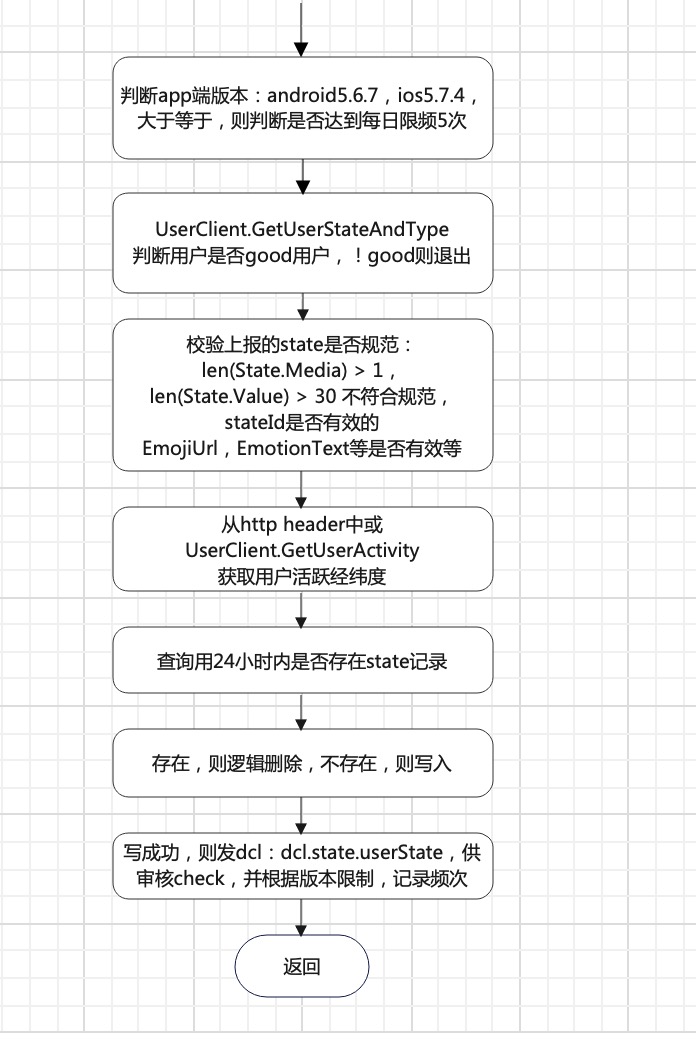 判断app端版本：android5.6.7，ios5.7.4，
大于等于，则判断是否达到每日限频5次
UserClient.GetUserStateAndType
判断用户是否good用户，！good则退出
校验上报的state是否规范：
len(State.Media) > 1，
len(State.Value) > 30 不符合规范，
stateId是否有效的
EmojiUrl，EmotionText等是否有效等
从http header中或
UserClient.GetUserActivity
获取用户活跃经纬度
查询用24小时内是否存在state记录
存在，则逻辑删除，不存在，则写入
写成功，则发dcl：dcl.state.userState，供
审核check，并根据版本限制，记录频次
返回